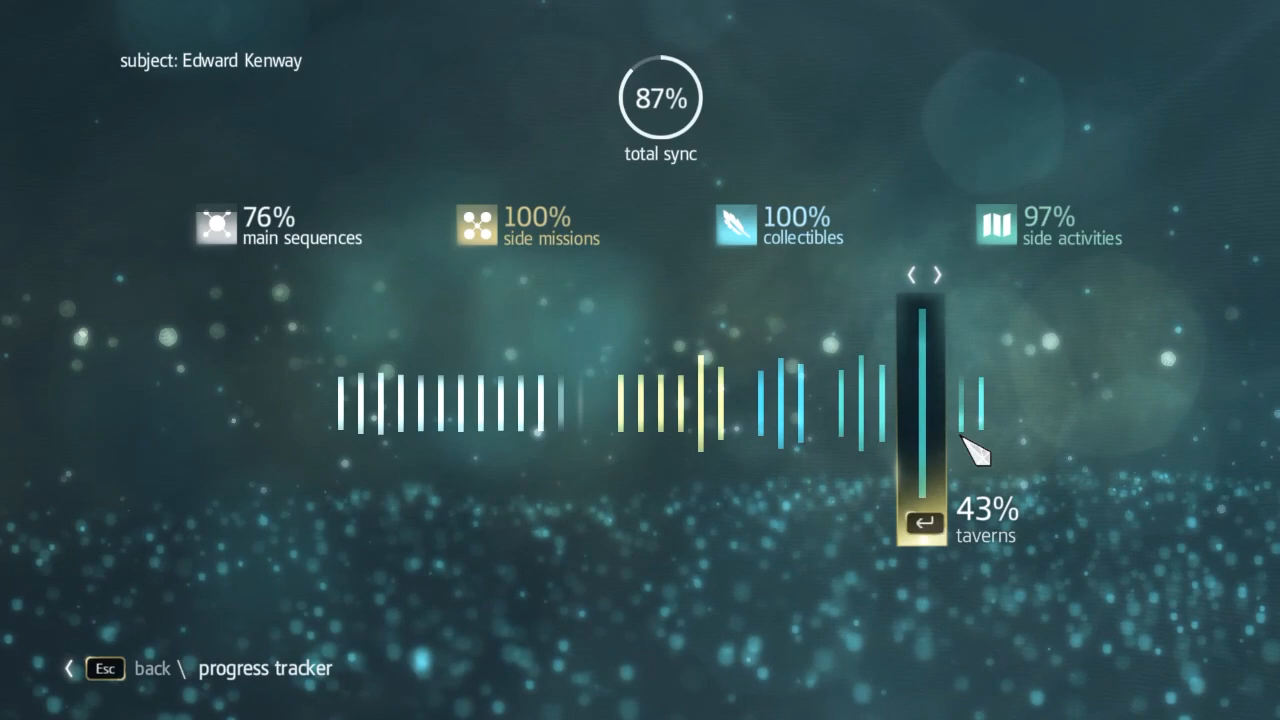 subject: Edward Kenway
87%
total sync
76%
main sequences
100%
side missions
100%
collectibles
97%
side activities
43%
taverns
Esc back \ progress tracker